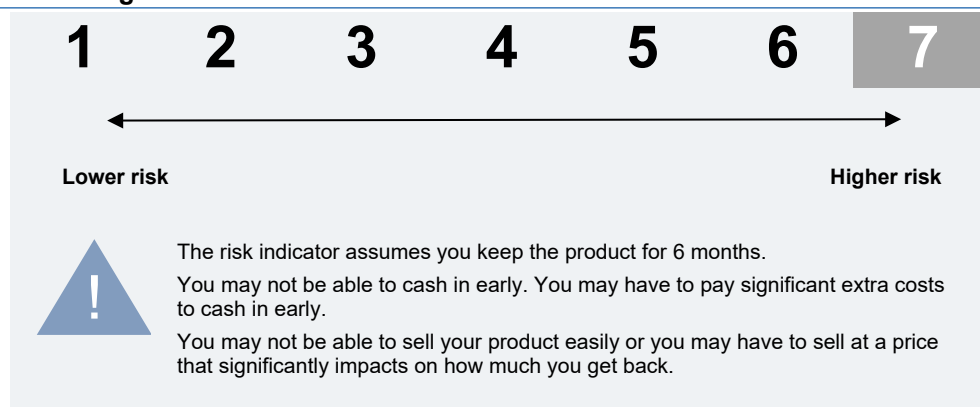 1 2 3 4 5 6 7
Lower risk Higher risk
!
The risk indicator assumes you keep the product for 6 months.
You may not be able to cash in early. You may have to pay significant extra costs
to cash in early.
You may not be able to sell your product easily or you may have to sell at a price
that significantly impacts on how much you get back.